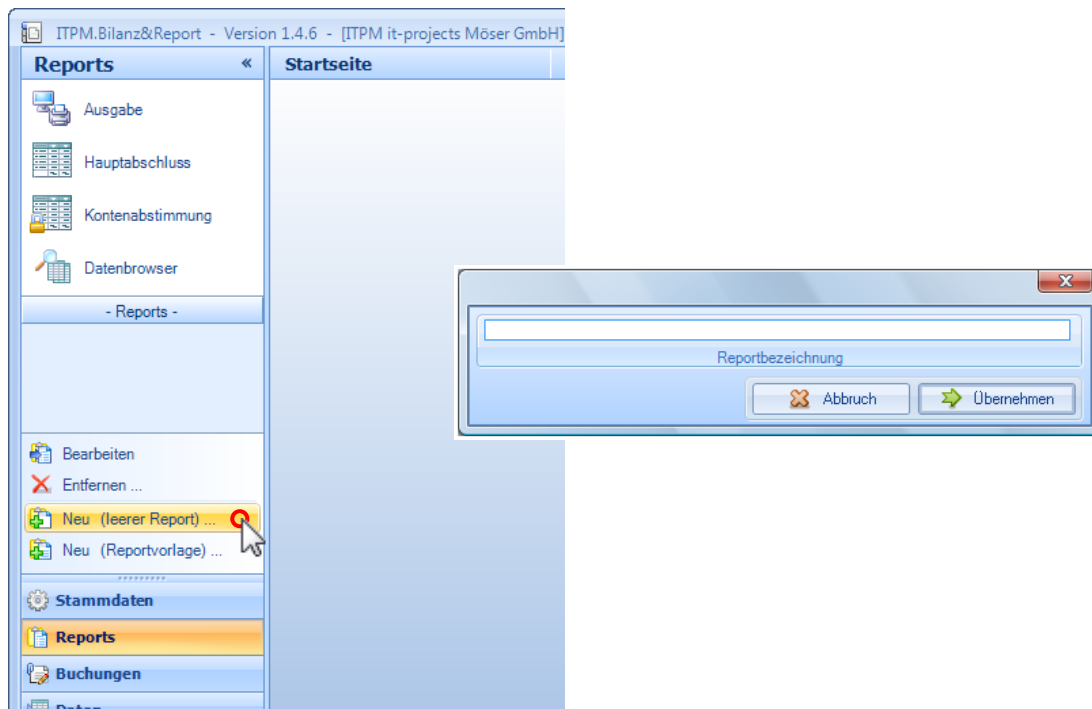 ITPM.Bilanz&Report - Version 1.4.6 - [ITPM it-projects Möser GmbH]
Reports «
Startseite
Ausgabe
Hauptabschluss
Kontenabstimmung
Datenbrowser
- Reports -
Bearbeiten
Entfernen ...
Neu (leerer Report) ...
Neu (Reportvorlage) ...
Stammdaten
Reports
Buchungen
Daten
Reportbezeichnung
Abbruch
Übernehmen